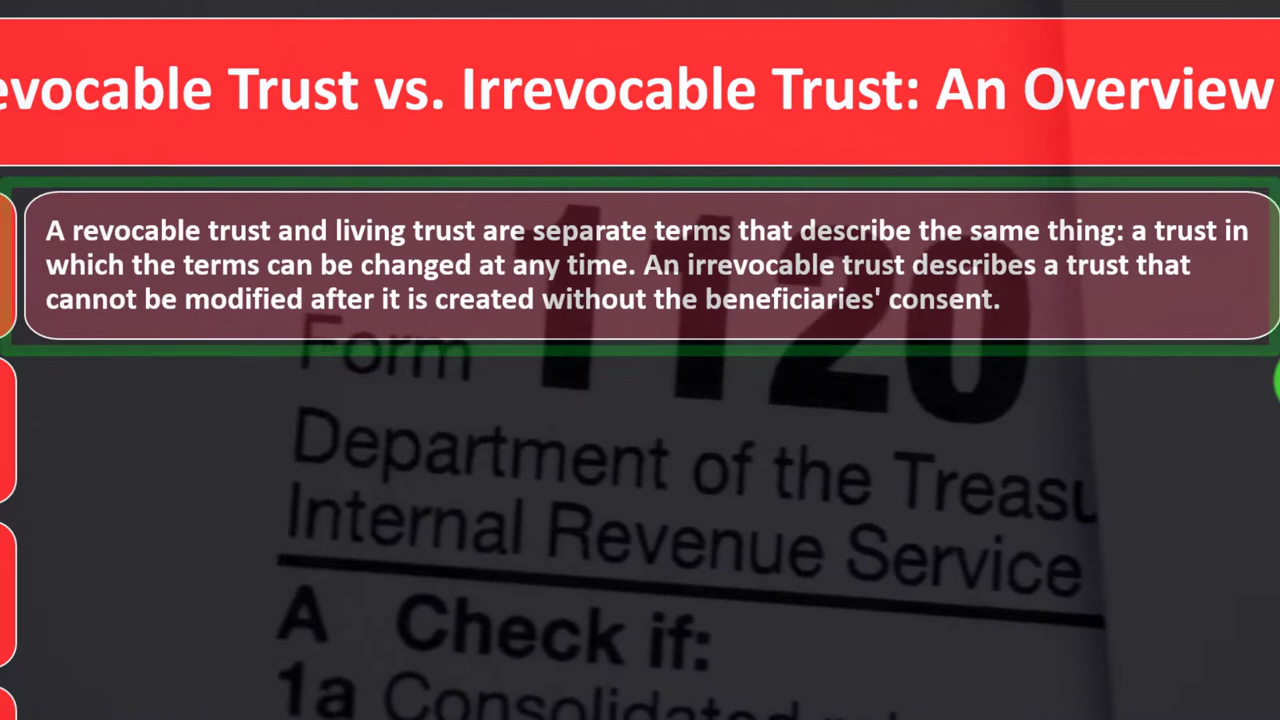 evocable Trust vs. Irrevocable Trust: An Overview
A revocable trust and living trust are separate terms that describe the same thing: a trust in
which the terms can be changed at any time. An irrevocable trust describes a trust that
cannot be modified after it is created without the beneficiaries' consent.
Form 1120
Department of the Treasu
Internal Revenue Service
A Check if:
1a Consolidated